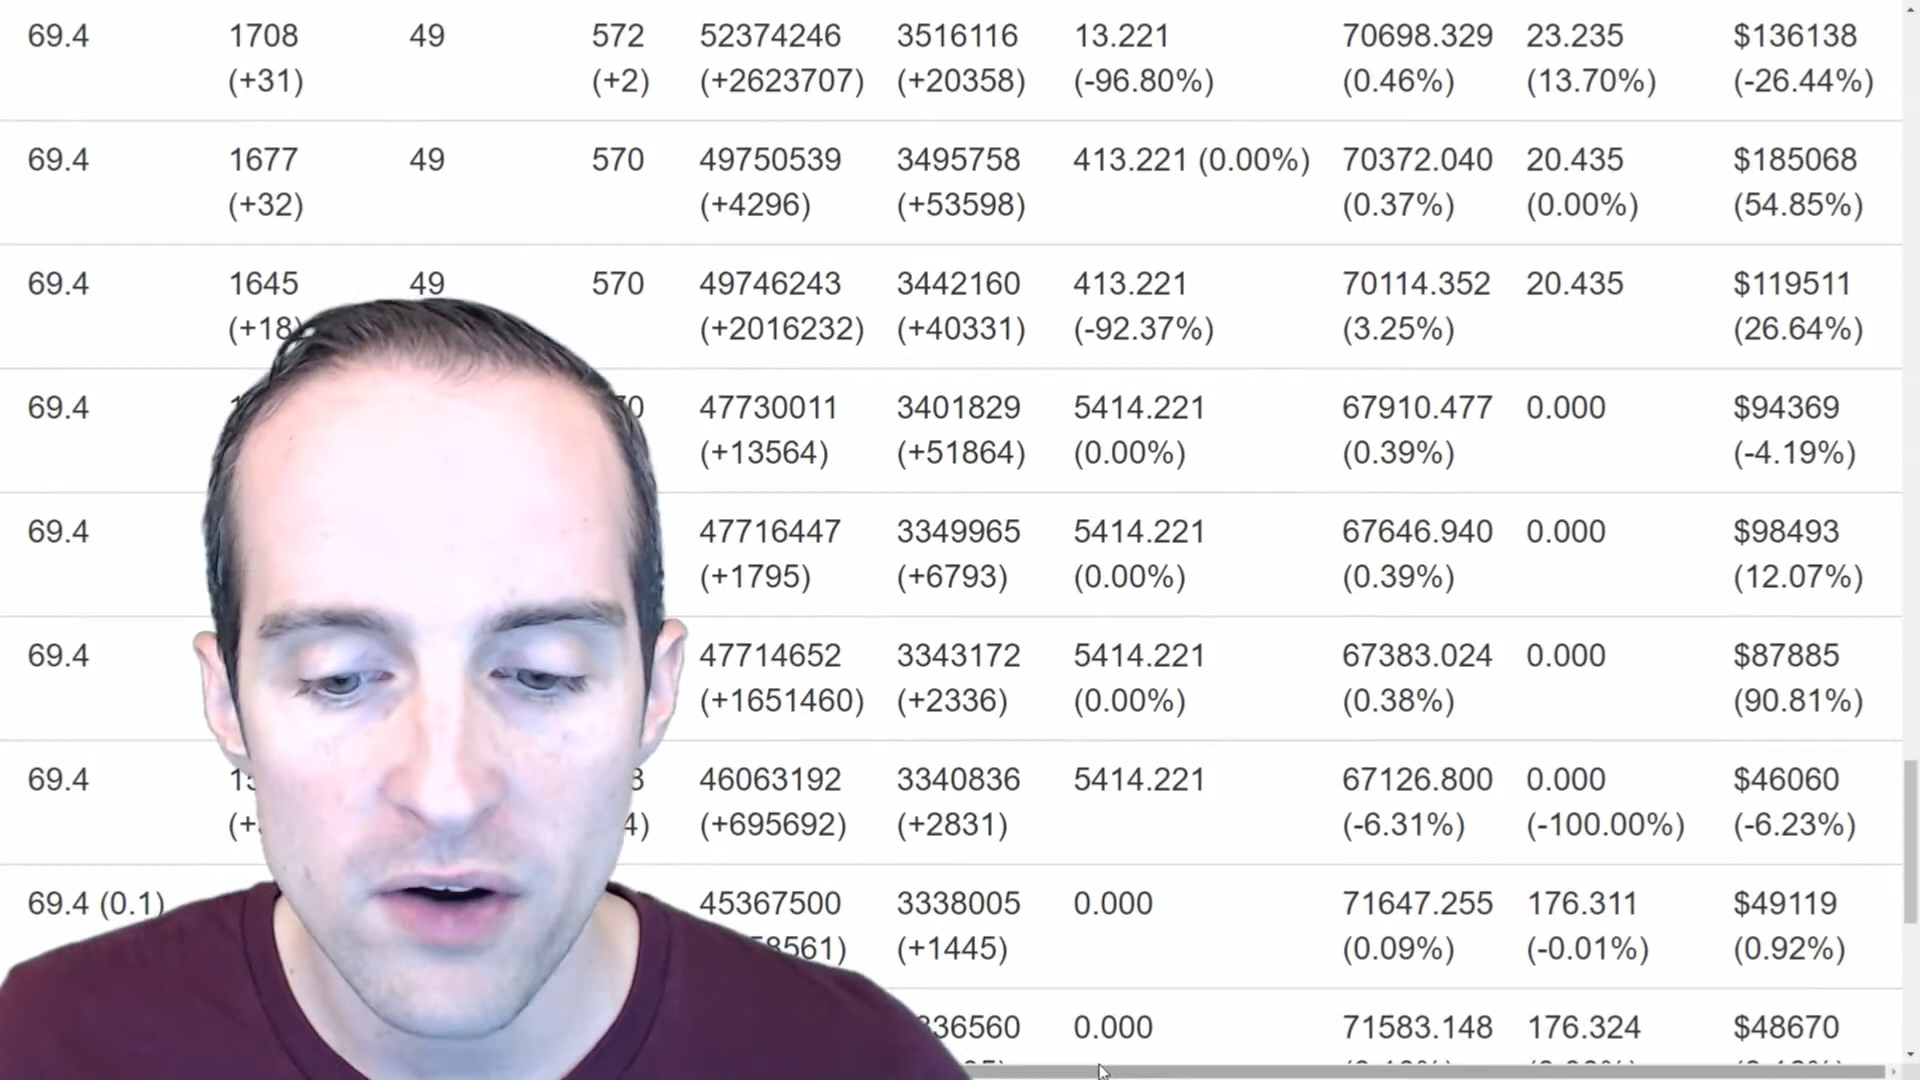 69.4 1708 49 572 52374246 3516116 13.221 70698.329 23.235 $136138
(+31) (+2) (+2623707) (+20358) (-96.80%) (0.46%) (13.70%) (-26.44%)
69.4 1677 49 570 49750539 3495758 413.221 (0.00%) 70372.040 20.435 $185068
(+32) (+4296) (+53598) (0.37%) (0.00%) (54.85%)
69.4 1645 49 570 49746243 3442160 413.221 70114.352 20.435 $119511
(+18) (+2016232) (+40331) (-92.37%) (3.25%) (26.64%)
69.4 47730011 3401829 5414.221 67910.477 0.000 $94369
(+13564) (+51864) (0.00%) (0.39%) (-4.19%)
69.4 47716447 3349965 5414.221 67646.940 0.000 $98493
(+1795) (+6793) (0.00%) (0.39%) (12.07%)
69.4 47714652 3343172 5414.221 67383.024 0.000 $87885
(+1651460) (+2336) (0.00%) (0.38%) (90.81%)
69.4 46063192 3340836 5414.221 67126.800 0.000 $46060
(+695692) (+2831) (-6.31%) (-100.00%) (-6.23%)
69.4 (0.1) 45367500 3338005 0.000 71647.255 176.311 $49119
(+1445) (0.09%) (-0.01%) (0.92%)
0.000 71583.148 176.324 $48670